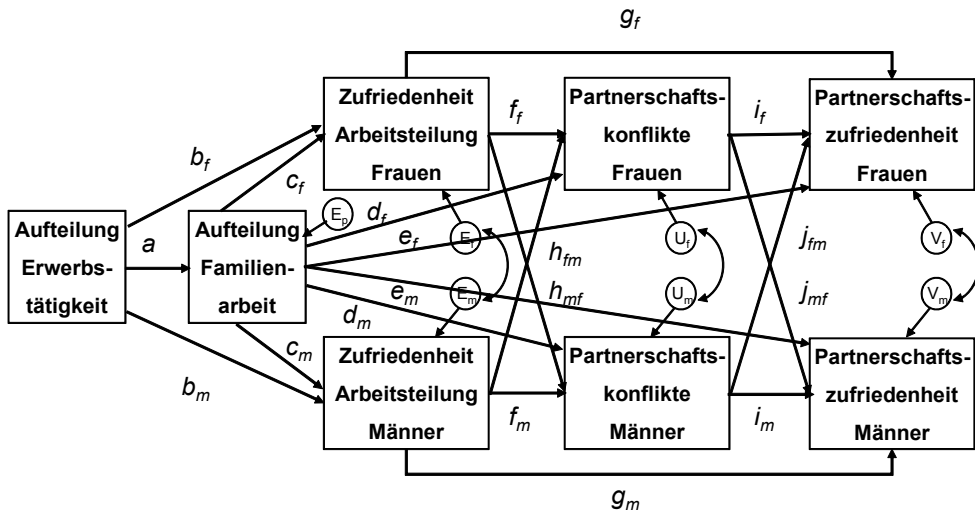 g_f
Zufriedenheit
Arbeitsteilung
Frauen
f_f
Partnerschafts-
konflikte
Frauen
i_f
Partnerschafts-
zufriedenheit
Frauen
b_f
c_f
Aufteilung
Erwerbs-
tätigkeit
a
Aufteilung
Familien-
arbeit
E_p
d_f
e_f
E_f
h_fm
U_f
j_fm
V_f
e_m
d_m
E_m
h_mf
U_m
j_mf
V_m
c_m
b_m
Zufriedenheit
Arbeitsteilung
Männer
f_m
Partnerschafts-
konflikte
Männer
i_m
Partnerschafts-
zufriedenheit
Männer
g_m